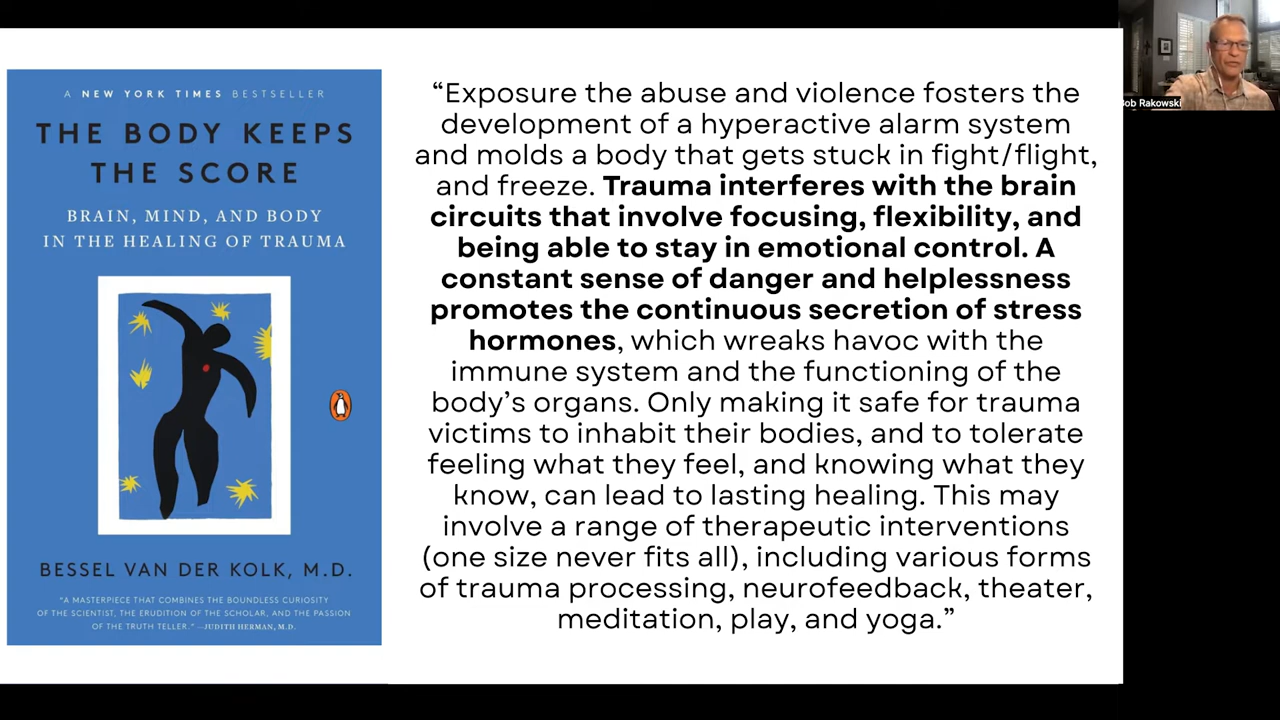 A NEW YORK TIMES BESTSELLER
THE BODY KEEPS
THE SCORE
BRAIN, MIND, AND BODY
IN THE HEALING OF TRAUMA
BESSEL VAN DER KOLK, M.D.
"A MASTERPIECE THAT COMBINES THE BOUNDLESS CURIOSITY
OF THE SCIENTIST, THE ERUDITION OF THE SCHOLAR, AND THE PASSION
OF THE TRUTH TELLER." —JUDITH HERMAN, M.D.
“Exposure the abuse and violence fosters the
development of a hyperactive alarm system
and molds a body that gets stuck in fight/flight,
and freeze. Trauma interferes with the brain
circuits that involve focusing, flexibility, and
being able to stay in emotional control. A
constant sense of danger and helplessness
promotes the continuous secretion of stress
hormones, which wreaks havoc with the
immune system and the functioning of the
body’s organs. Only making it safe for trauma
victims to inhabit their bodies, and to tolerate
feeling what they feel, and knowing what they
know, can lead to lasting healing. This may
involve a range of therapeutic interventions
(one size never fits all), including various forms
of trauma processing, neurofeedback, theater,
meditation, play, and yoga.”
Bob Rakowski